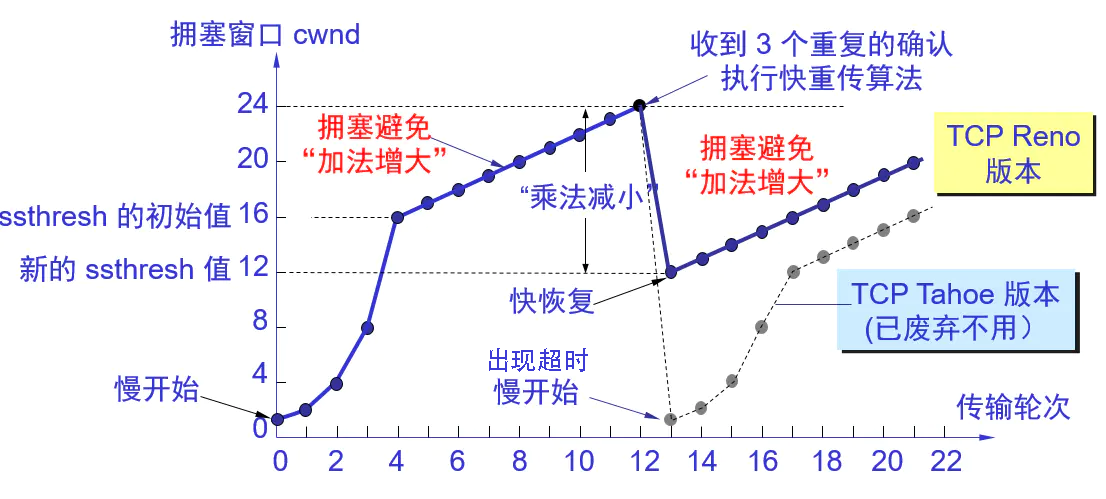 拥塞窗口 cwnd
收到 3 个重复的确认
执行快重传算法
24
拥塞避免
“加法增大”
拥塞避免
“加法增大”
TCP Reno
版本
20
“乘法减小”
ssthresh 的初始值 16
新的 ssthresh 值 12
快恢复
TCP Tahoe 版本
(已废弃不用）
8
出现超时
慢开始
4
慢开始
传输轮次
0
0 2 4 6 8 10 12 14 16 18 20 22